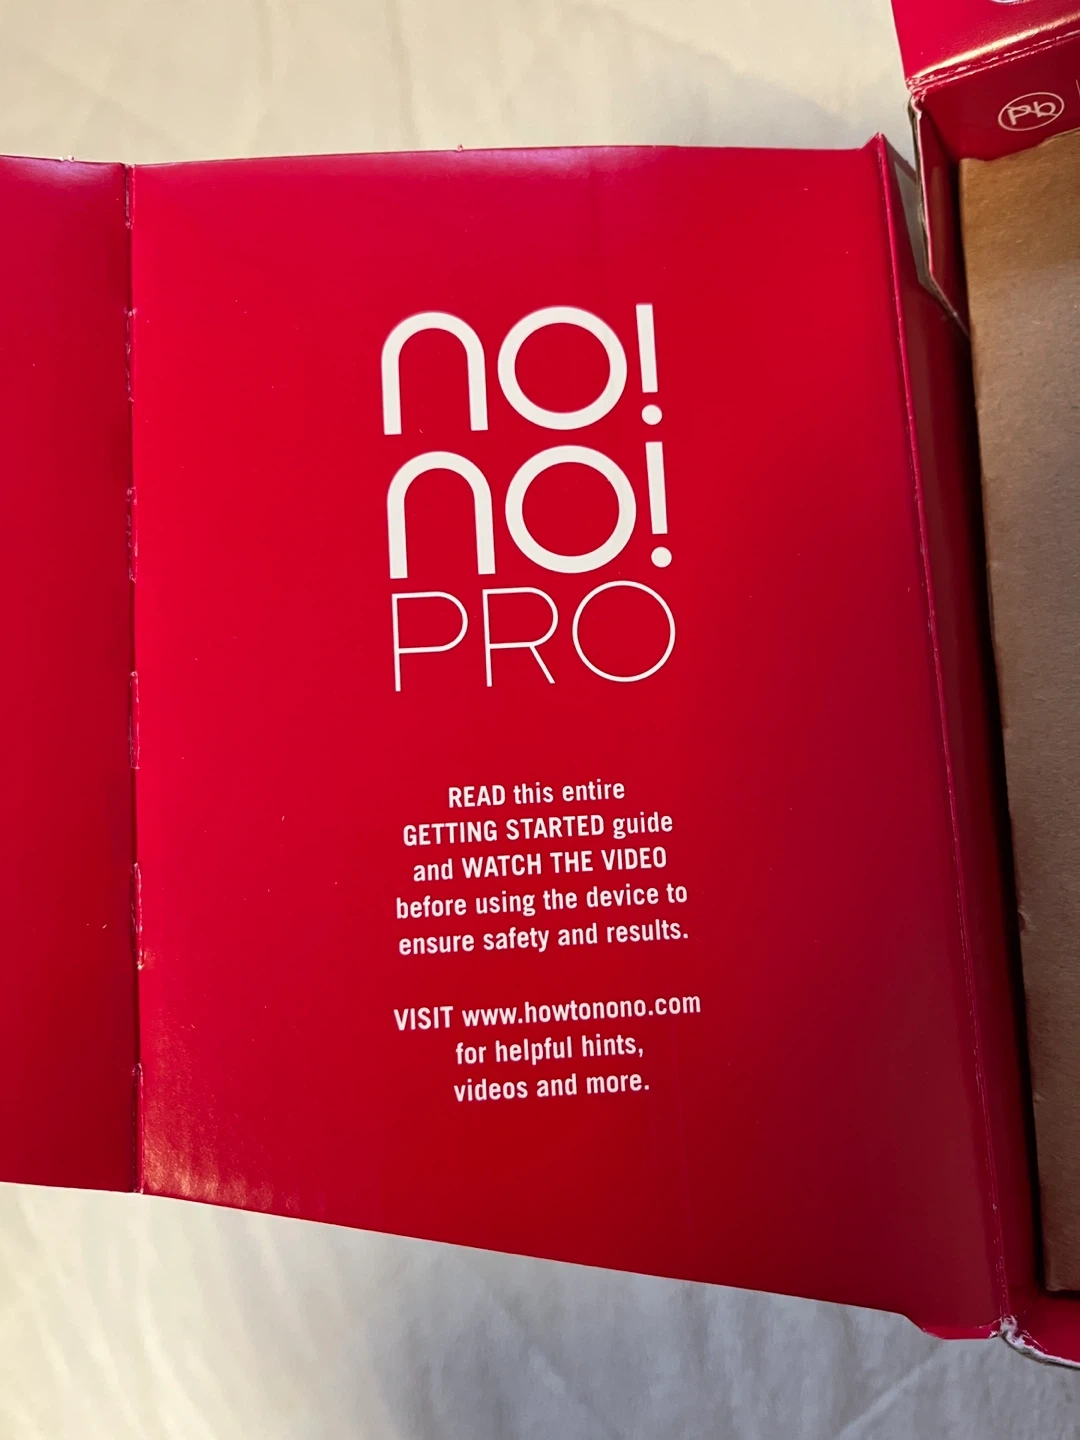 no!
no!
PRO
READ this entire
GETTING STARTED guide
and WATCH THE VIDEO
before using the device to
ensure safety and results.
VISIT www.howtonono.com
for helpful hints,
videos and more.